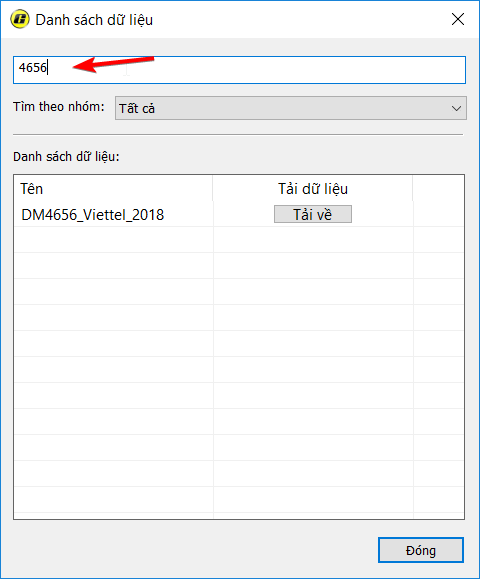 Danh sách dữ liệu
4656
Tìm theo nhóm: Tất cả
Danh sách dữ liệu:
Tên Tải dữ liệu
DM4656_Viettel_2018 Tải về
Đóng